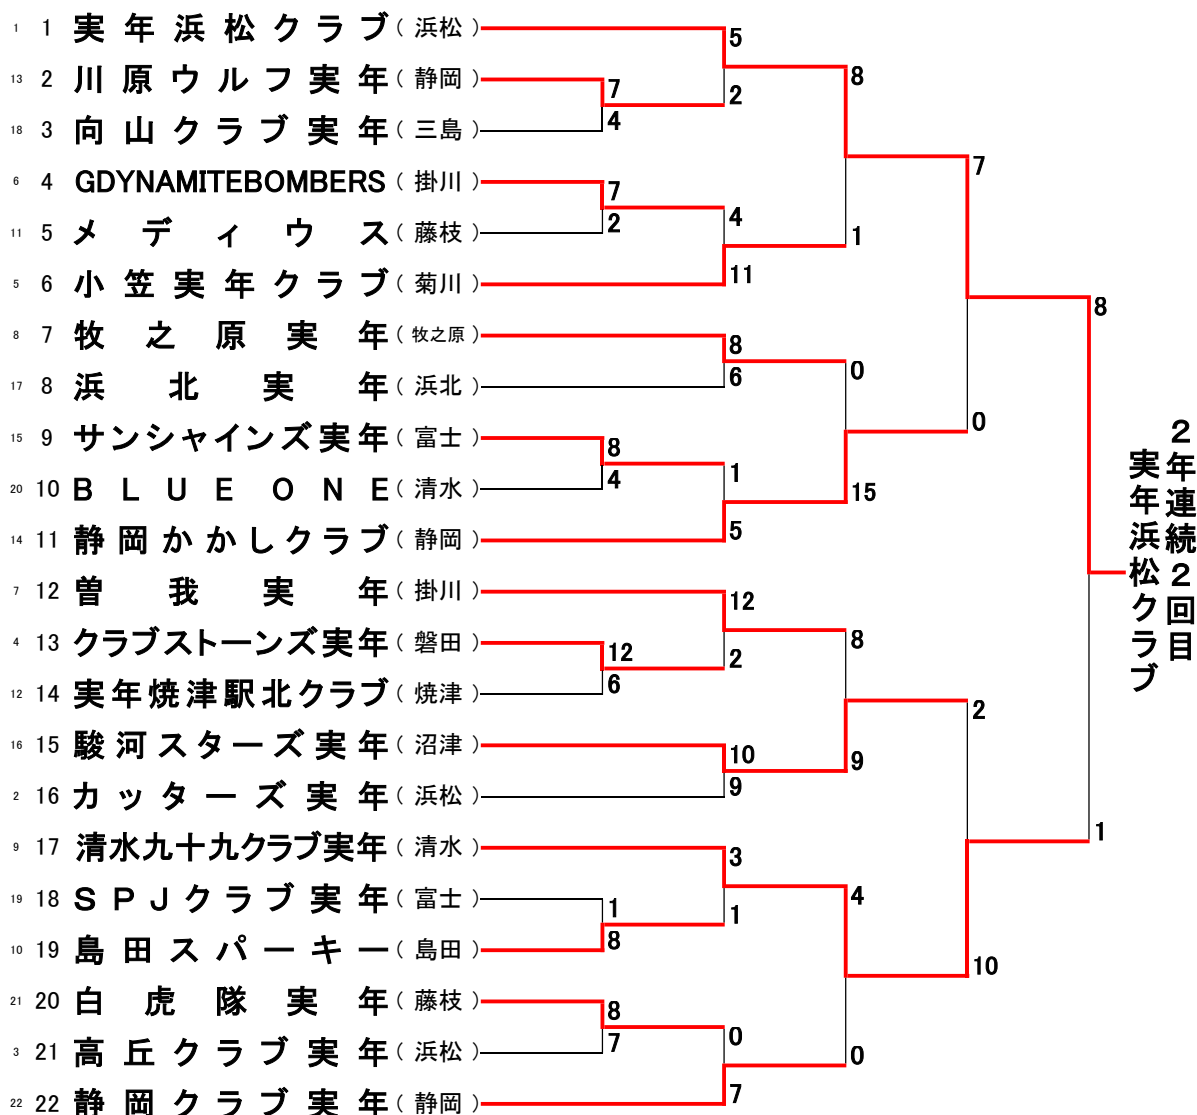 1 1 実年浜松クラブ（浜松） 5
13 2 川原ウルフ実年（静岡） 7 2 8
18 3 向山クラブ実年（三島） 4
6 4 GDYNAMITEBOMBERS（掛川） 7 4 7
11 5 メディウス（藤枝） 2 1
5 6 小笠実年クラブ（菊川） 11
8 7 牧之原実年（牧之原） 8 8
17 8 浜北実年（浜北） 6 0
15 9 サンシャインズ実年（富士） 8 1 0
20 10 BLUE ONE（清水） 4 15
14 11 静岡かかしクラブ（静岡） 5
7 12 曽我実年（掛川） 12
4 13 クラブストーンズ実年（磐田） 12 2 8
12 14 実年焼津駅北クラブ（焼津） 6 2
16 15 駿河スターズ実年（沼津） 10 9
2 16 カッターズ実年（浜松） 9
9 17 清水九十九クラブ実年（清水） 3 1
19 18 SPJクラブ実年（富士） 1 1 4
10 19 島田スパーキー（島田） 8 10
21 20 白虎隊実年（藤枝） 8 0
3 21 高丘クラブ実年（浜松） 7 0
22 22 静岡クラブ実年（静岡） 7
２年連続２回目
実年浜松クラブ